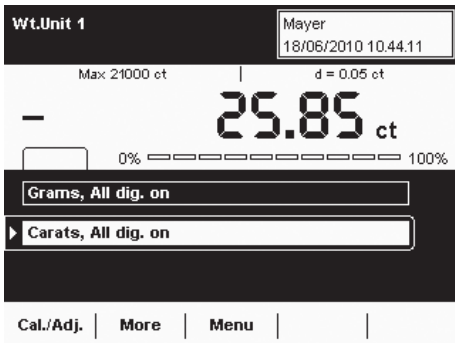 Wt.Unit 1
Mayer
18/06/2010 10.44.11
Max 21000 ct | d = 0.05 ct
– 25.85 ct
0% 100%
Grams, All dig. on
Carats, All dig. on
Cal./Adj. | More | Menu